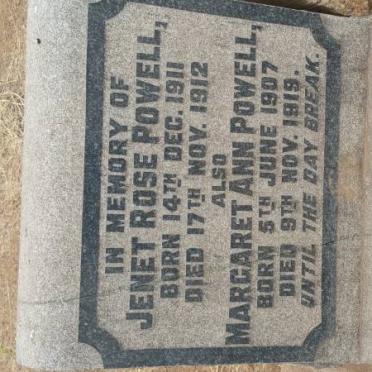 IN MEMORY OF
JENET ROSE POWELL,
BORN 14TH DEC. 1911
DIED 17TH NOV. 1912
ALSO
MARGARET ANN POWELL,
BORN 5TH JUNE 1907
DIED 9TH NOV. 1919.
UNTIL THE DAY BREAK.